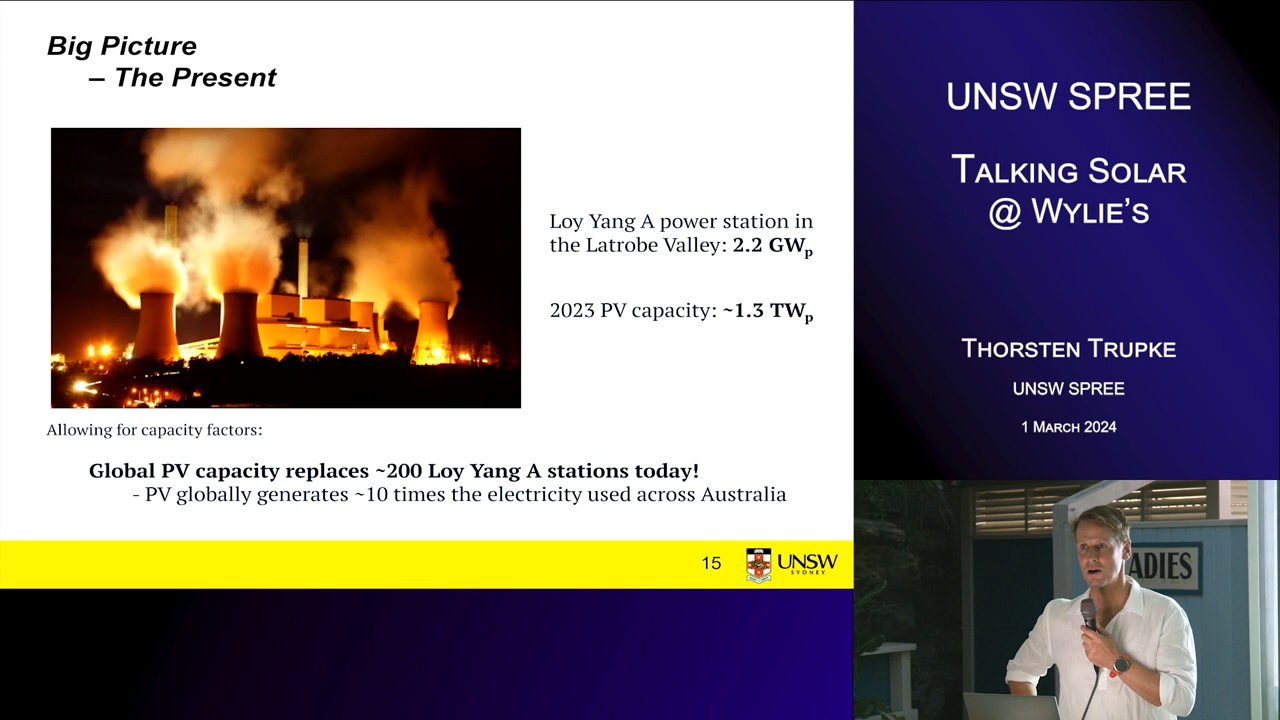 Big Picture
– The Present
Loy Yang A power station in
the Latrobe Valley: 2.2 GWp
2023 PV capacity: ~1.3 TWp
Allowing for capacity factors:
Global PV capacity replaces ~200 Loy Yang A stations today!
- PV globally generates ~10 times the electricity used across Australia
15
UNSW
SYDNEY
UNSW SPREE
Talking Solar
@ Wylie’s
Thorsten Trupke
UNSW SPREE
1 March 2024
ADIES